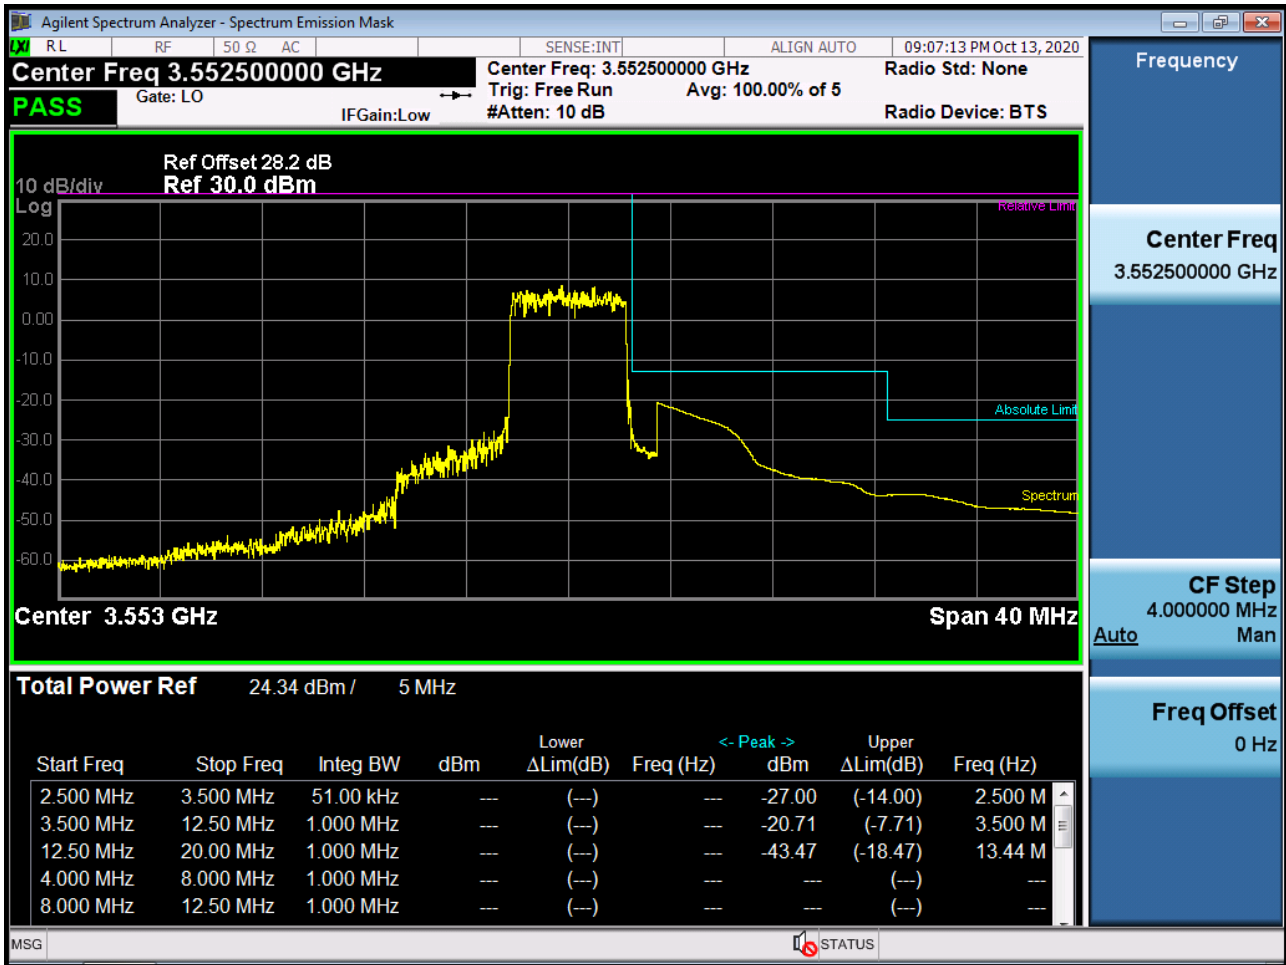 Agilent Spectrum Analyzer - Spectrum Emission Mask
LXI RL RF 50 Ω AC SENSE:INT ALIGN AUTO 09:07:13 PM Oct 13, 2020
Center Freq 3.552500000 GHz
Center Freq: 3.552500000 GHz Radio Std: None
Gate: LO Trig: Free Run Avg: 100.00% of 5
PASS IFGain:Low #Atten: 10 dB Radio Device: BTS
Ref Offset 28.2 dB
10 dB/div Ref 30.0 dBm
Log
Relative Limit
20.0
10.0
0.00
-10.0
-20.0
Absolute Limit
-30.0
-40.0
Spectrum
-50.0
-60.0
Center 3.553 GHz Span 40 MHz
Total Power Ref 24.34 dBm / 5 MHz
Lower <- Peak -> Upper
Start Freq Stop Freq Integ BW dBm ΔLim(dB) Freq (Hz) dBm ΔLim(dB) Freq (Hz)
2.500 MHz 3.500 MHz 51.00 kHz --- (---) --- -27.00 (-14.00) 2.500 M
3.500 MHz 12.50 MHz 1.000 MHz --- (---) --- -20.71 (-7.71) 3.500 M
12.50 MHz 20.00 MHz 1.000 MHz --- (---) --- -43.47 (-18.47) 13.44 M
4.000 MHz 8.000 MHz 1.000 MHz --- (---) --- --- (---) ---
8.000 MHz 12.50 MHz 1.000 MHz --- (---) --- --- (---) ---
MSG STATUS
Frequency
Center Freq
3.552500000 GHz
CF Step
4.000000 MHz
Auto Man
Freq Offset
0 Hz